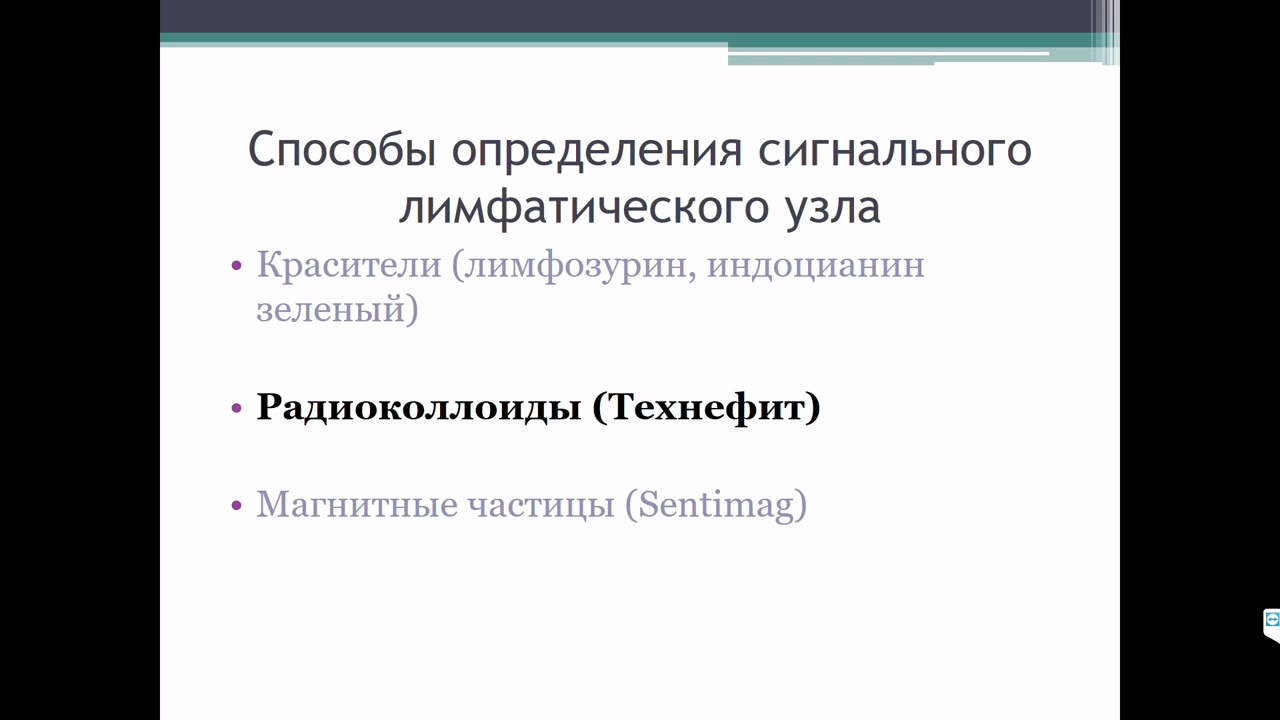 Способы определения сигнального
лимфатического узла
• Красители (лимфозурин, индоцианин
зеленый)
• Радиоколлоиды (Технефит)
• Магнитные частицы (Sentimag)